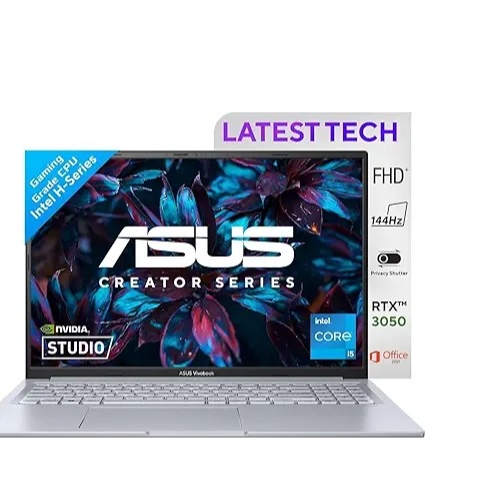 LATEST TECH
Gaming
Grade CPU
Intel H-Series
FHD+
144Hz
Privacy Shutter
RTX™
3050
Office
ASUS
CREATOR SERIES
NVIDIA.
STUDIO
intel
CORE
i5
ASUS Vivobook